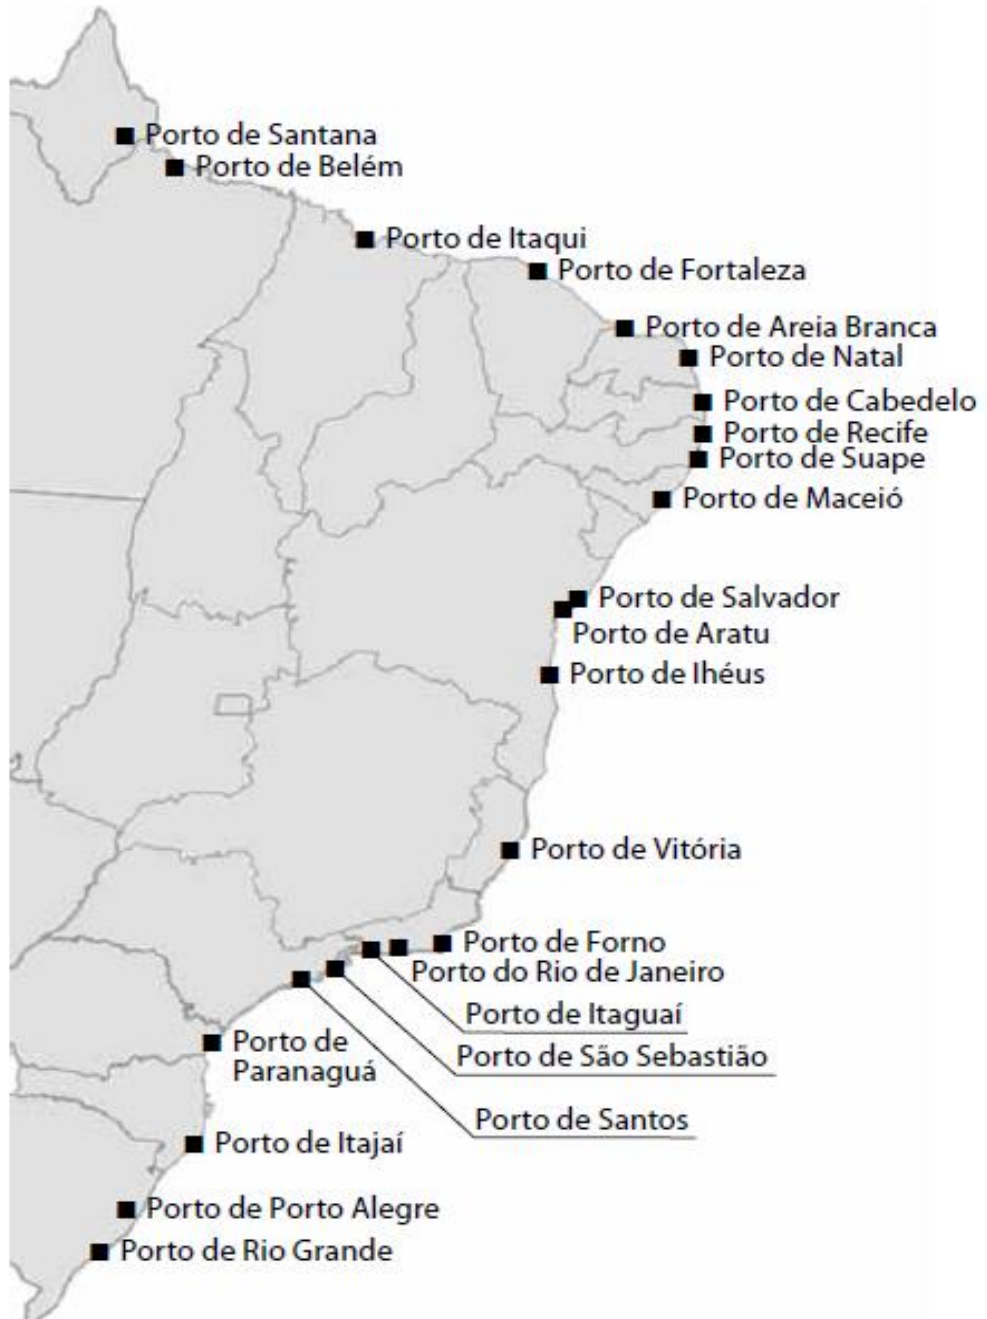 Porto de Santana
Porto de Belém
Porto de Itaqui
Porto de Fortaleza
Porto de Areia Branca
Porto de Natal
Porto de Cabedelo
Porto de Recife
Porto de Suape
Porto de Maceió
Porto de Salvador
Porto de Aratu
Porto de Ihéus
Porto de Vitória
Porto de Forno
Porto do Rio de Janeiro
Porto de Itaguaí
Porto de São Sebastião
Porto de Santos
Porto de
Paranaguá
Porto de Itajaí
Porto de Porto Alegre
Porto de Rio Grande